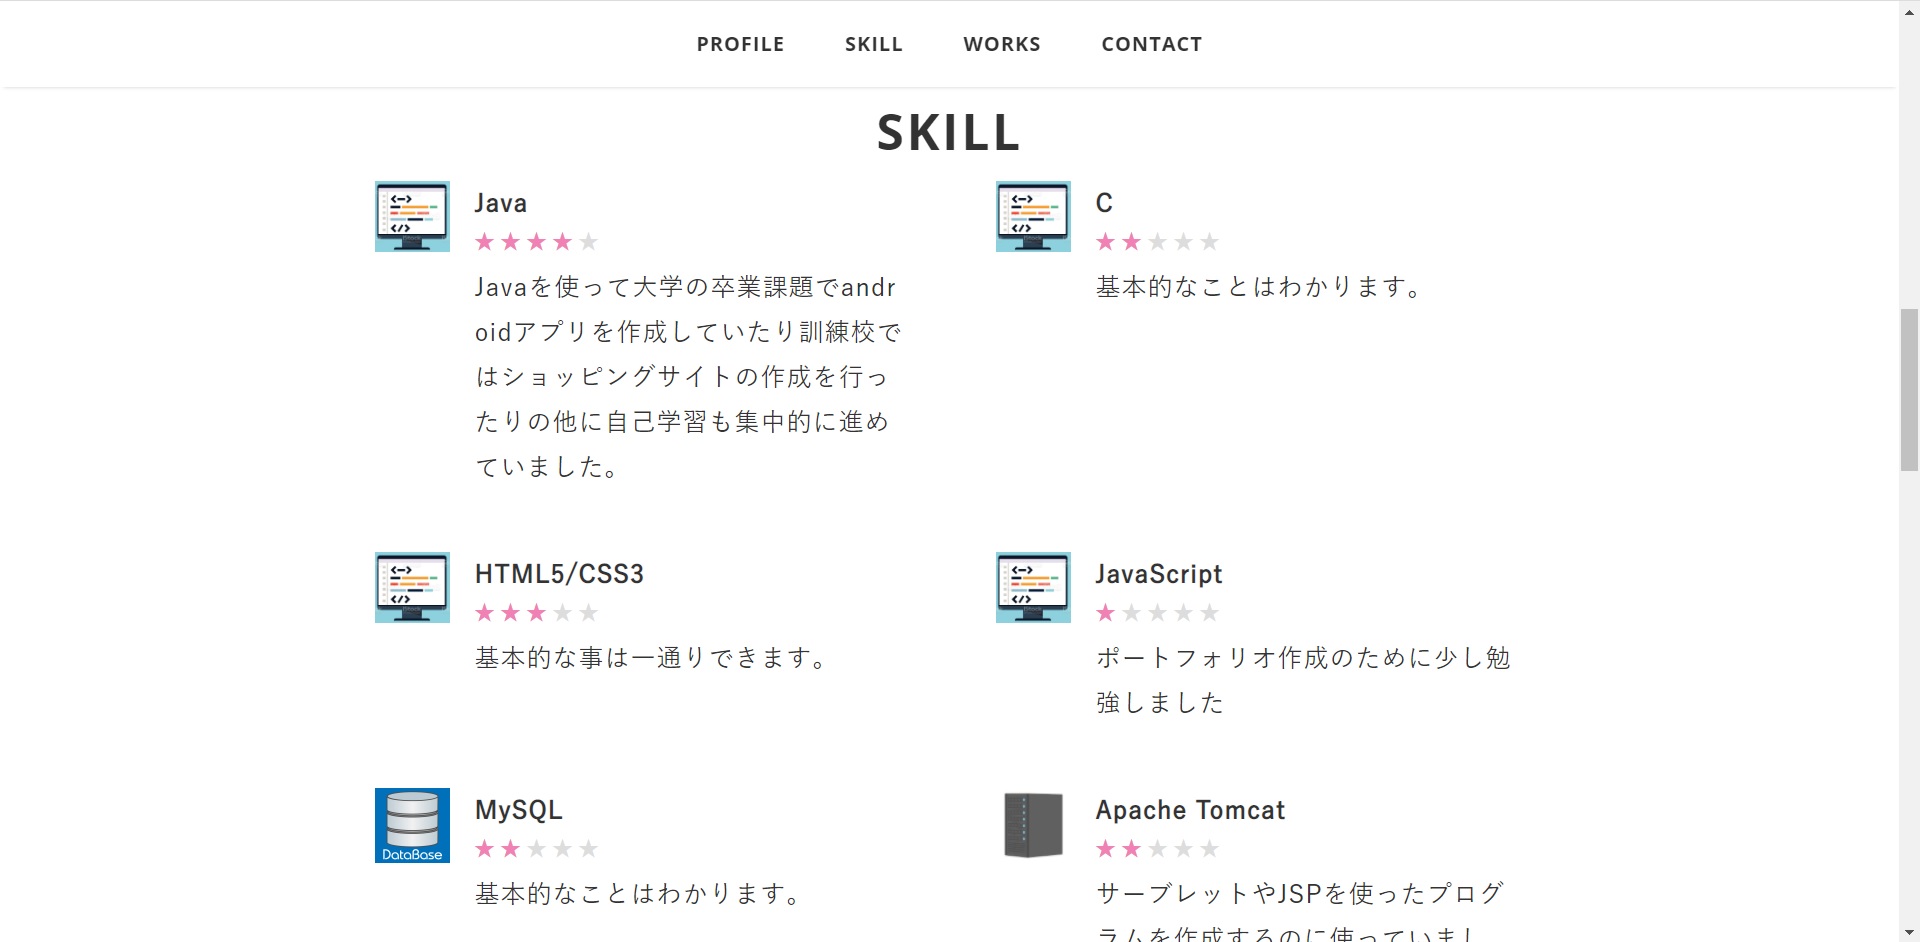 PROFILE SKILL WORKS CONTACT
SKILL
Java
★★★★★
Javaを使って大学の卒業課題でandr
oidアプリを作成していたり訓練校で
はショッピングサイトの作成を行っ
たりの他に自己学習も集中的に進め
ていました。
C
★★★★★
基本的なことはわかります。
HTML5/CSS3
★★★★★
基本的な事は一通りできます。
JavaScript
★★★★★
ポートフォリオ作成のために少し勉
強しました
DataBase
MySQL
★★★★★
基本的なことはわかります。
Apache Tomcat
★★★★★
サーブレットやJSPを使ったプログ
ラムを作成するのに使っていまし